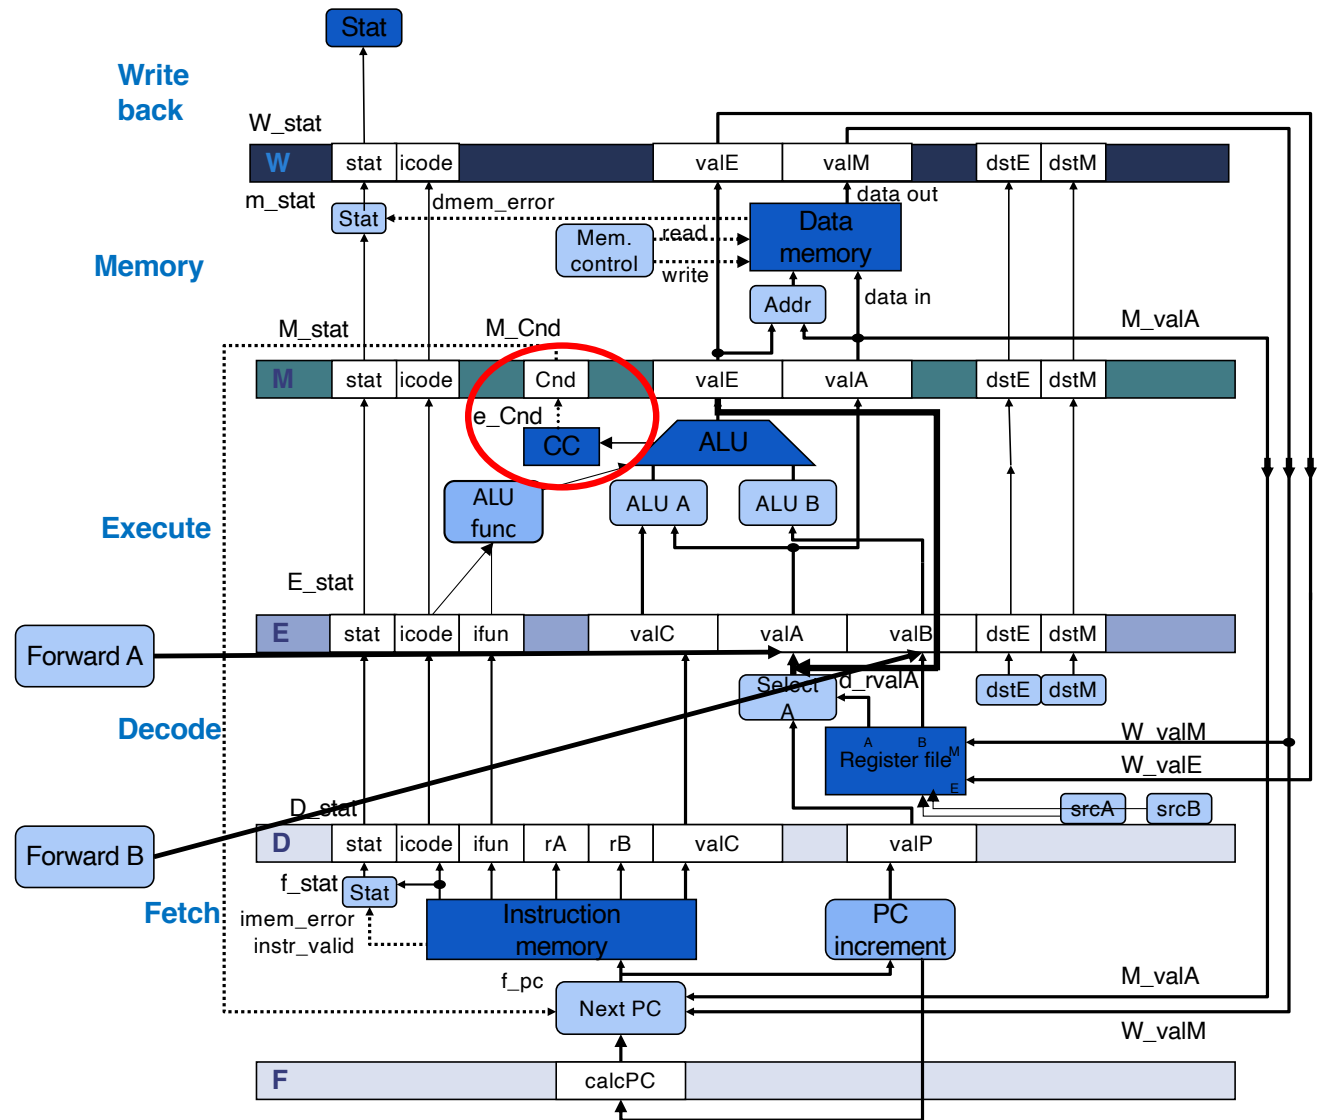 Stat
Write
back
W_stat
W
stat
icode
valE
valM
dstE
dstM
m_stat
Stat
dmem_error
data out
Mem.
control
read
write
Data
memory
Memory
Addr
data in
M_stat
M_Cnd
M_valA
M
stat
icode
Cnd
valE
valA
dstE
dstM
e_Cnd
CC
ALU
ALU
func
ALU A
ALU B
Execute
E_stat
E
stat
icode
ifun
valC
valA
valB
dstE
dstM
Forward A
Select
A
d_rvalA
dstE
dstM
Decode
A
B
M
Register file
E
W_valM
W_valE
D_stat
srcA
srcB
Forward B
D
stat
icode
ifun
rA
rB
valC
valP
f_stat
Stat
Fetch
imem_error
instr_valid
Instruction
memory
PC
increment
f_pc
M_valA
Next PC
W_valM
F
calcPC